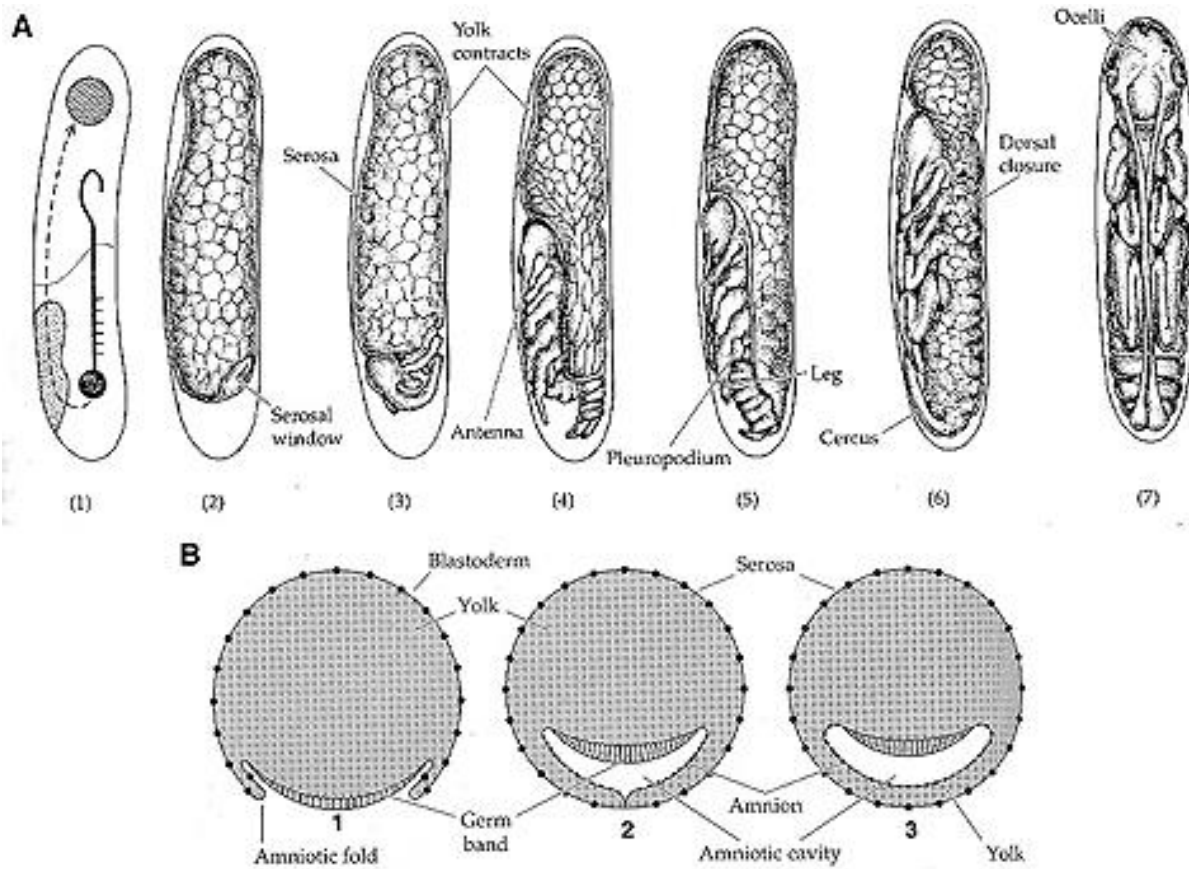 A
Yolk
contracts
Ocelli
Serosa
Dorsal
closure
Serosal
window
Antenna
Leg
Pleuropodium
Cercus
(1)
(2)
(3)
(4)
(5)
(6)
(7)
B
Blastoderm
Serosa
Yolk
Amnion
Germ
band
1
2
3
Amniotic fold
Amniotic cavity
Yolk